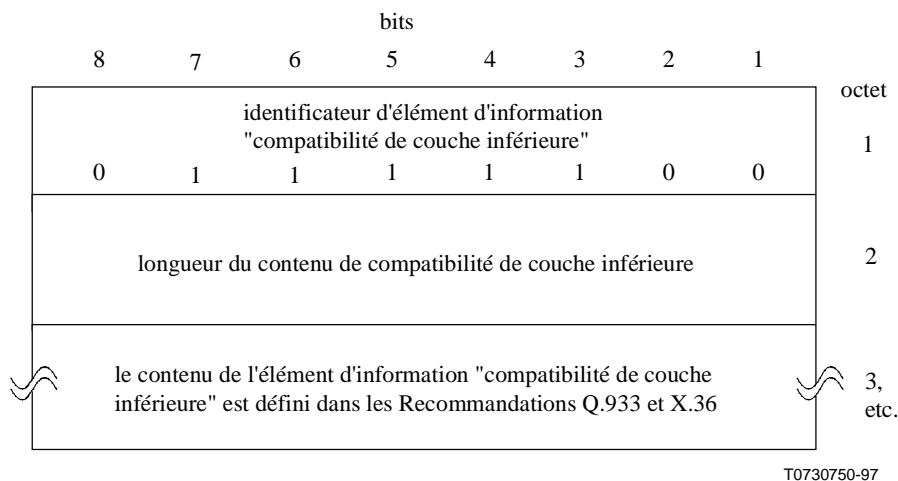 bits
8 7 6 5 4 3 2 1
octet
identificateur d'élément d'information
"compatibilité de couche inférieure"
1
0 1 1 1 1 1 0 0
longueur du contenu de compatibilité de couche inférieure
2
le contenu de l'élément d'information "compatibilité de couche
inférieure" est défini dans les Recommandations Q.933 et X.36
3,
etc.
T0730750-97